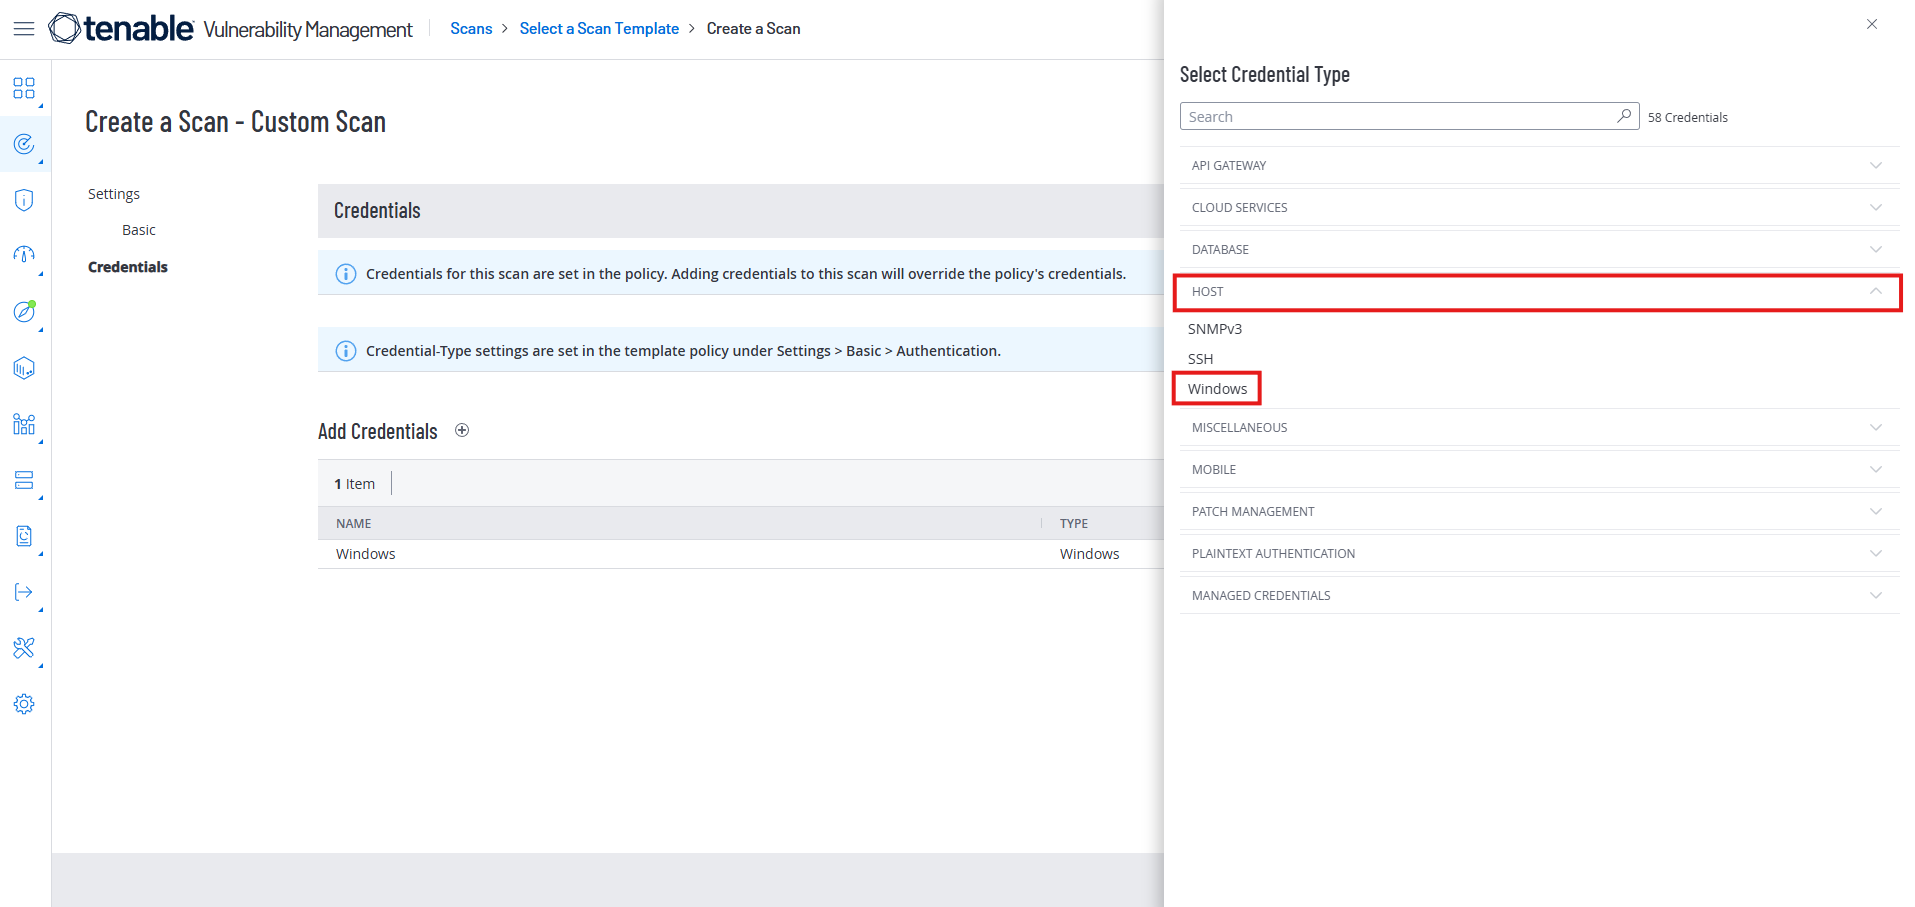 tenable Vulnerability Management
Scans > Select a Scan Template > Create a Scan
Create a Scan - Custom Scan
Settings
Basic
Credentials
Credentials
Credentials for this scan are set in the policy. Adding credentials to this scan will override the policy's credentials.
Credential-Type settings are set in the template policy under Settings > Basic > Authentication.
Add Credentials
1 Item
NAME TYPE
Windows Windows
Select Credential Type
Search 58 Credentials
API GATEWAY
CLOUD SERVICES
DATABASE
HOST
SNMPv3
SSH
Windows
MISCELLANEOUS
MOBILE
PATCH MANAGEMENT
PLAINTEXT AUTHENTICATION
MANAGED CREDENTIALS